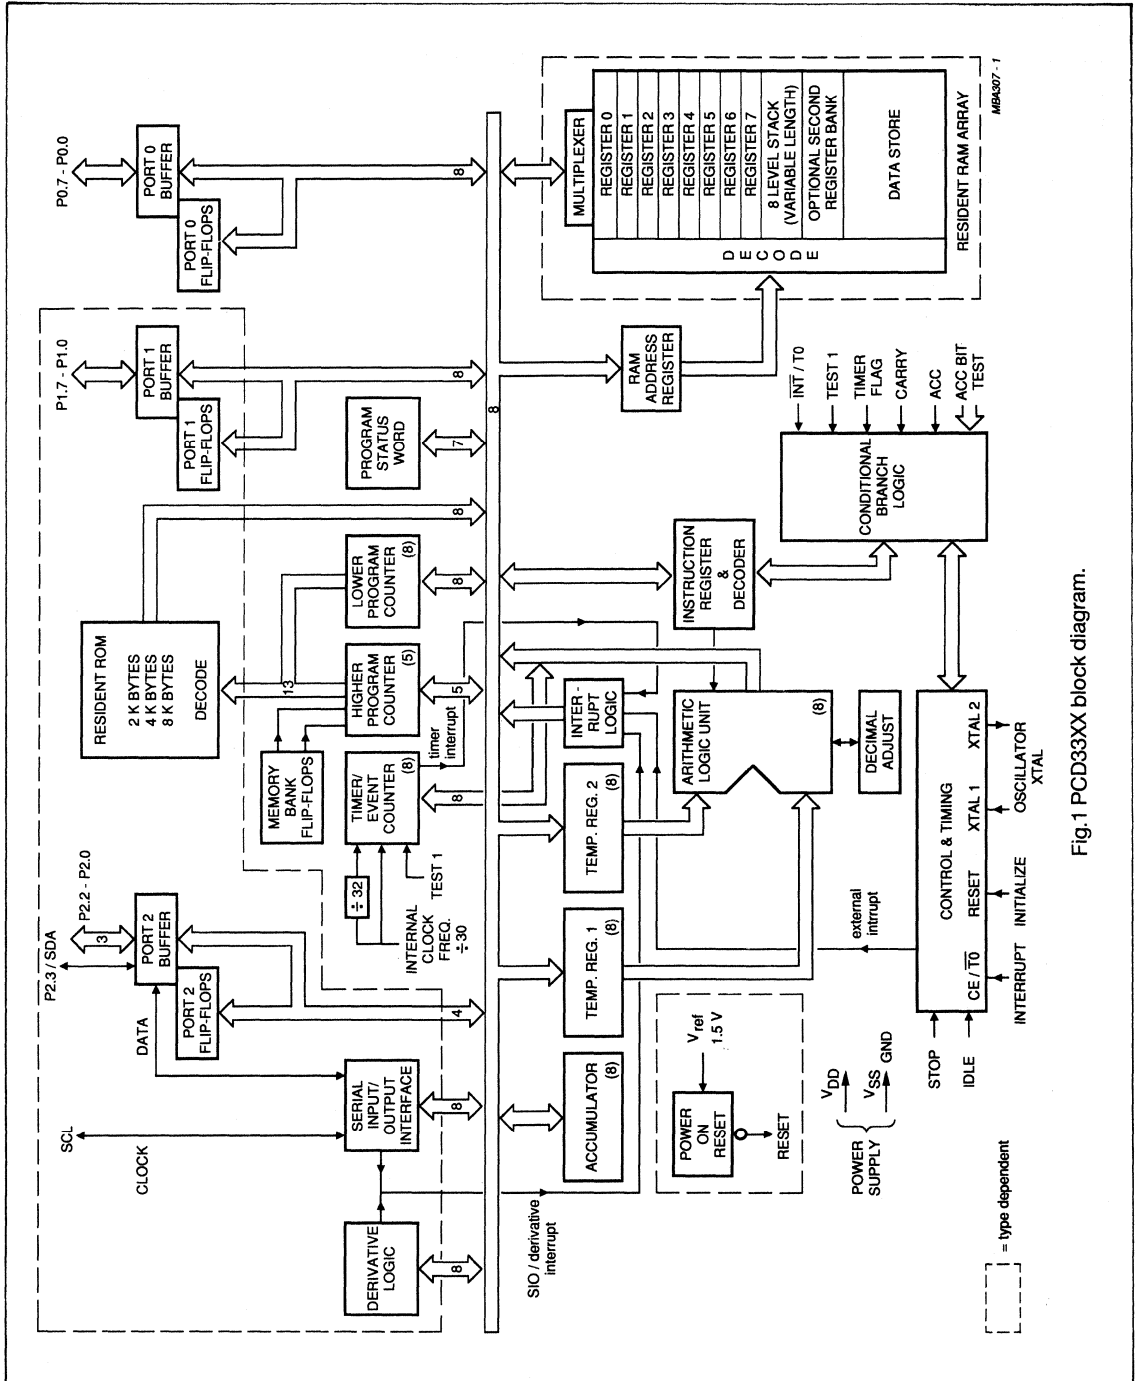 P0.7 - P0.0
PORT 0
BUFFER
PORT 0
FLIP-FLOPS
8
P1.7 - P1.0
PORT 1
BUFFER
PORT 1
FLIP-FLOPS
8
RESIDENT ROM
2 K BYTES
4 K BYTES
8 K BYTES
DECODE
13
8
PROGRAM
STATUS
WORD
7
LOWER
PROGRAM
COUNTER
(8)
8
HIGHER
PROGRAM
COUNTER
(5)
5
MEMORY
BANK
FLIP-FLOPS
TIMER/
EVENT
COUNTER
(8)
timer
interrupt
8
÷ 32
TEST 1
INTERNAL
CLOCK
FREQ.
÷30
P2.3 / SDA
P2.2 - P2.0
3
PORT 2
BUFFER
PORT 2
FLIP-FLOPS
4
DATA
SCL
CLOCK
SERIAL
INPUT/
OUTPUT
INTERFACE
8
DERIVATIVE
LOGIC
8
8
SIO / derivative
interrupt
MULTIPLEXER
REGISTER 0
REGISTER 1
REGISTER 2
REGISTER 3
REGISTER 4
REGISTER 5
REGISTER 6
REGISTER 7
8 LEVEL STACK
(VARIABLE LENGTH)
OPTIONAL SECOND
REGISTER BANK
DATA STORE
DECODE
RESIDENT RAM ARRAY
MBA307 - 1
RAM
ADDRESS
REGISTER
INT / T0
TEST 1
TIMER
FLAG
CARRY
ACC
ACC BIT
TEST
CONDITIONAL
BRANCH
LOGIC
INSTRUCTION
REGISTER
&
DECODER
INTER -
RUPT
LOGIC
ARITHMETIC
LOGIC UNIT
(8)
DECIMAL
ADJUST
TEMP. REG. 2
(8)
TEMP. REG. 1
(8)
ACCUMULATOR
(8)
external
intrrupt
Vref
1.5 V
POWER
ON
RESET
RESET
CONTROL & TIMING
CE / T0
RESET
XTAL 1
XTAL 2
INTERRUPT
INITIALIZE
OSCILLATOR
XTAL
STOP
IDLE
VDD
VSS
GND
POWER
SUPPLY
= type dependent
Fig.1 PCD33XX block diagram.